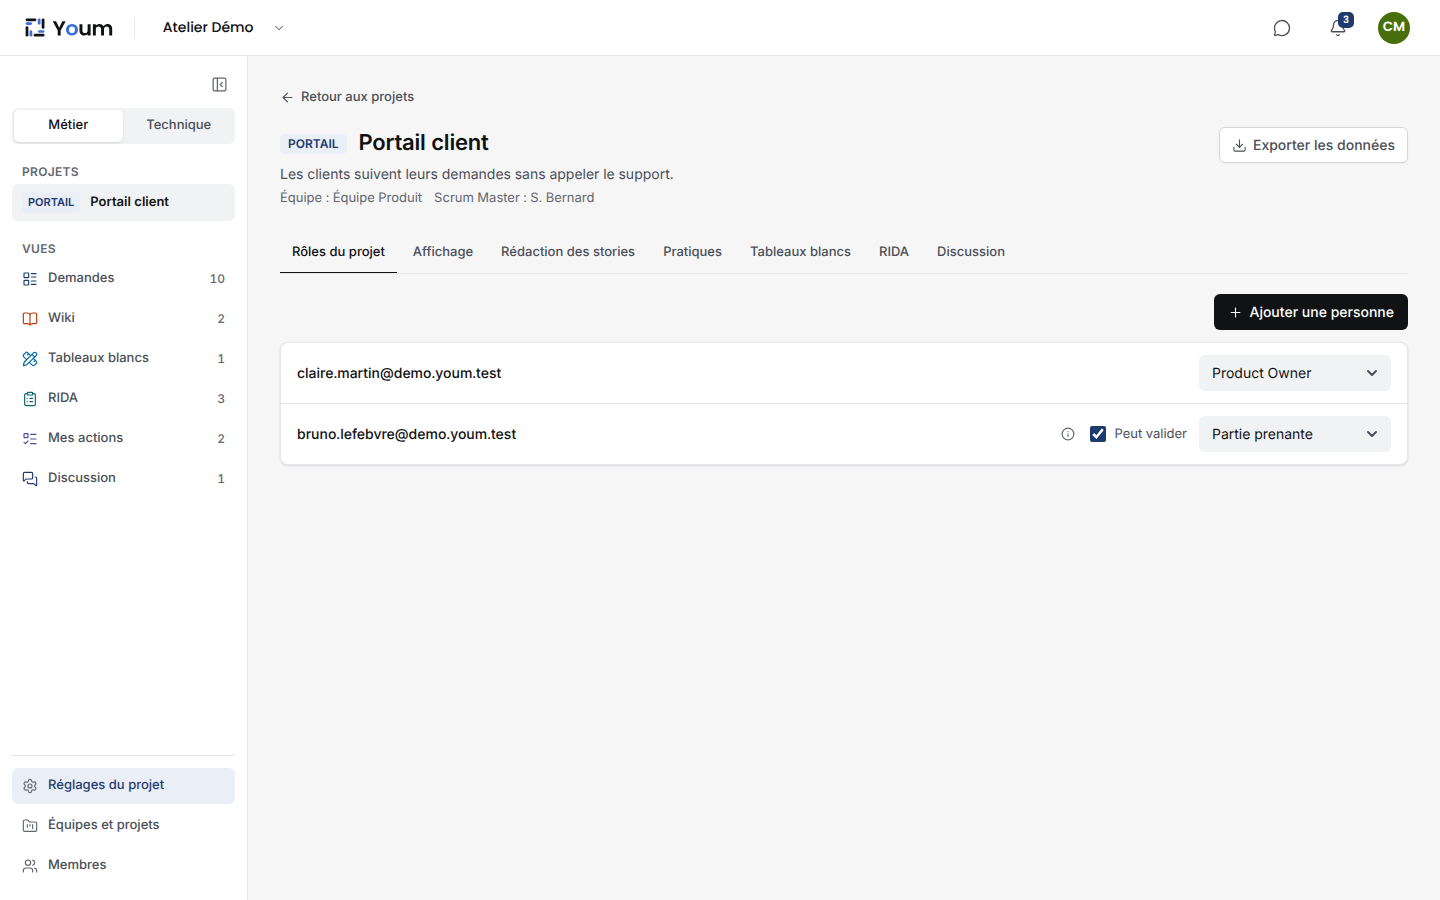 Youm
Atelier Démo
3
CM
Métier
Technique
PROJETS
PORTAIL Portail client
VUES
Demandes 10
Wiki 2
Tableaux blancs 1
RIDA 3
Mes actions 2
Discussion 1
Réglages du projet
Équipes et projets
Membres
Retour aux projets
PORTAIL Portail client
Exporter les données
Les clients suivent leurs demandes sans appeler le support.
Équipe : Équipe Produit Scrum Master : S. Bernard
Rôles du projet Affichage Rédaction des stories Pratiques Tableaux blancs RIDA Discussion
Ajouter une personne
claire.martin@demo.youm.test Product Owner
bruno.lefebvre@demo.youm.test Peut valider Partie prenante